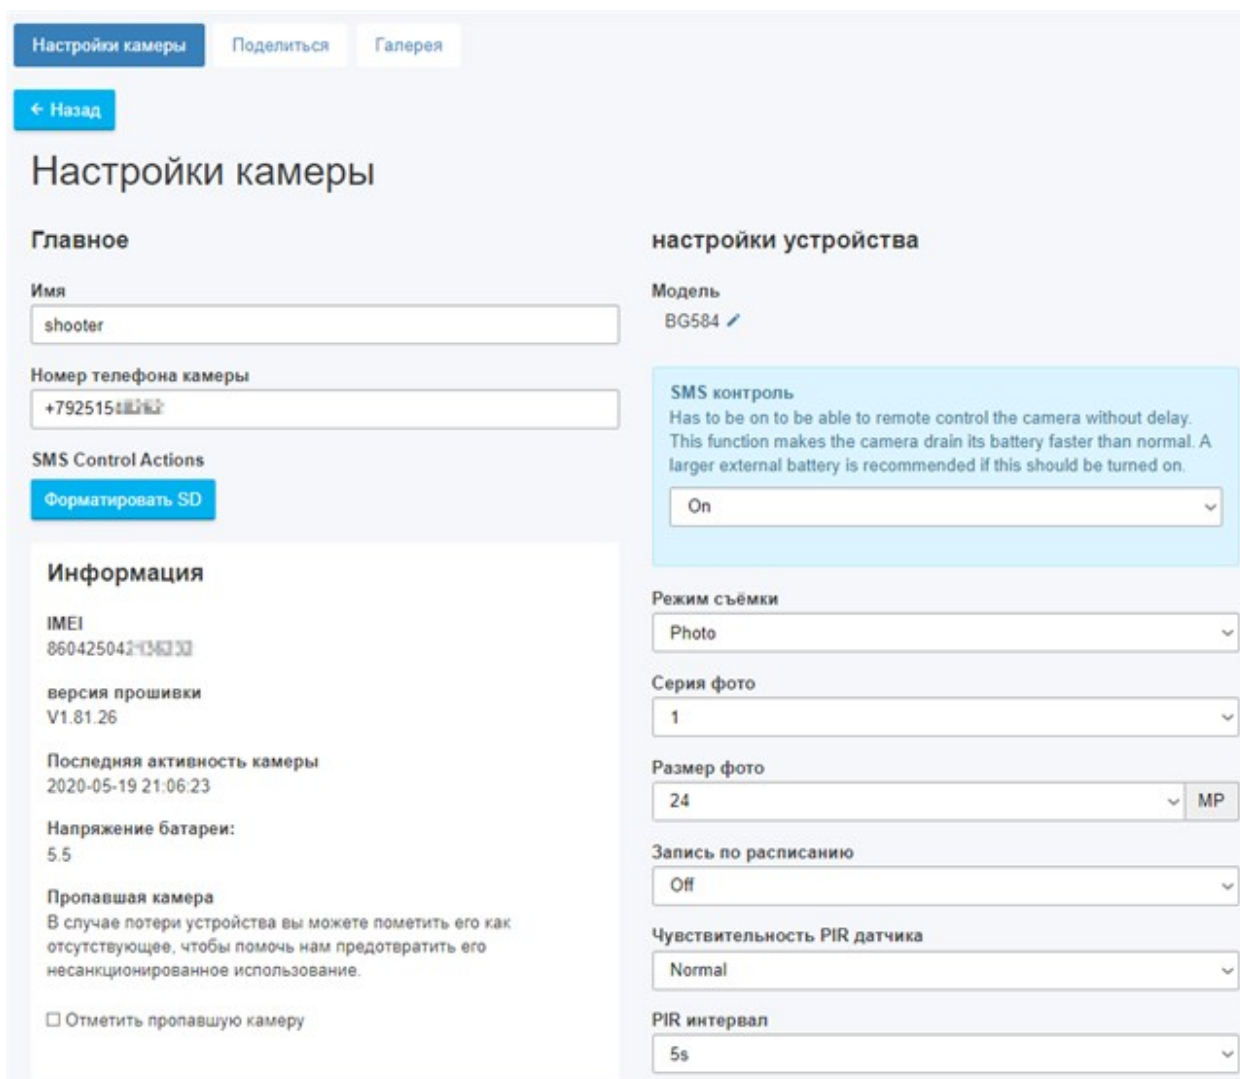 Настройки камеры
Поделиться
Галерея
← Назад
Настройки камеры
Главное
Имя
shooter
Номер телефона камеры
+792515
SMS Control Actions
Форматировать SD
Информация
IMEI
860425042
версия прошивки
V1.81.26
Последняя активность камеры
2020-05-19 21:06:23
Напряжение батареи:
5.5
Пропавшая камера
В случае потери устройства вы можете пометить его как
отсутствующее, чтобы помочь нам предотвратить его
несанкционированное использование.
Отметить пропавшую камеру
настройки устройства
Модель
BG584
SMS контроль
Has to be on to be able to remote control the camera without delay.
This function makes the camera drain its battery faster than normal. A
larger external battery is recommended if this should be turned on.
On
Режим съёмки
Photo
Серия фото
1
Размер фото
24
MP
Запись по расписанию
Off
Чувствительность PIR датчика
Normal
PIR интервал
5s